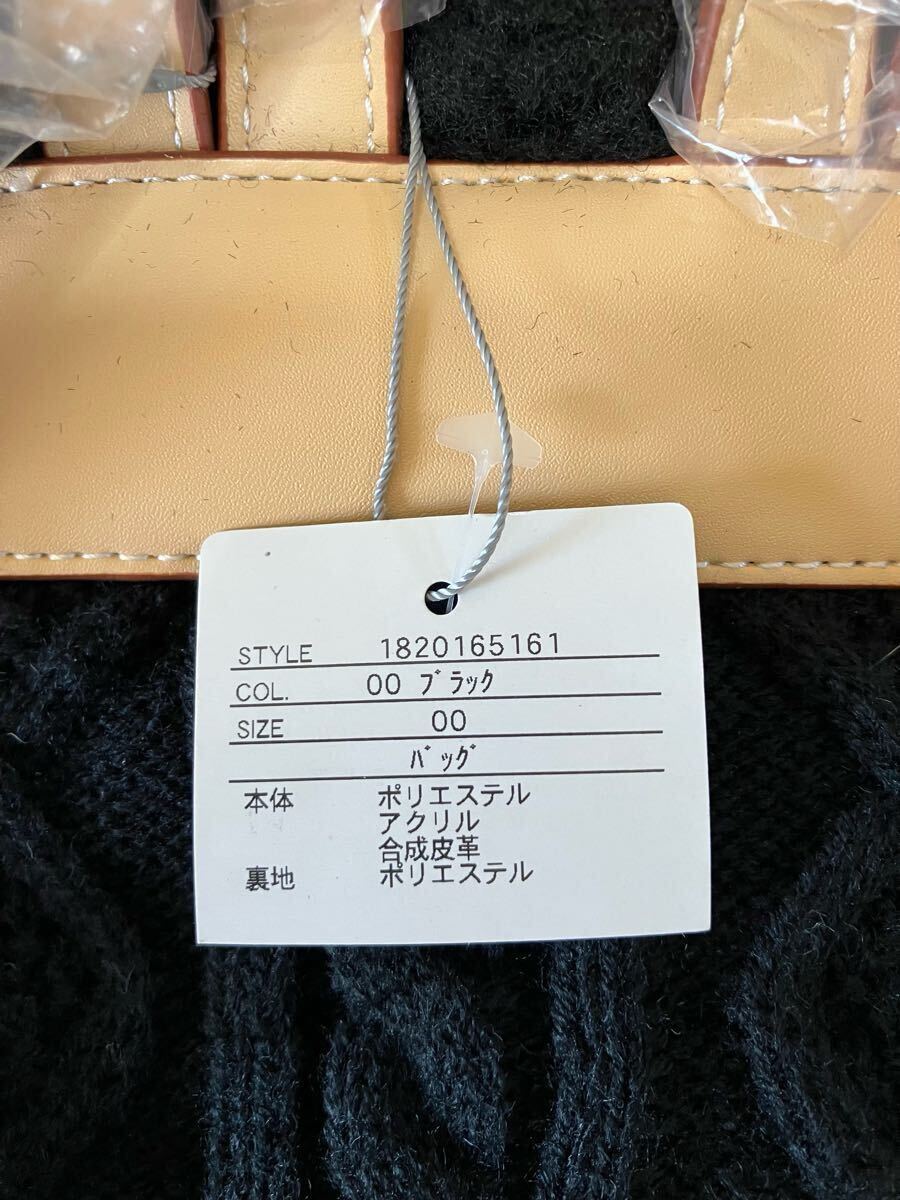 STYLE 1820165161
COL. 00 ﾌﾞﾗｯｸ
SIZE 00
ﾊﾞｯｸﾞ
本体 ポリエステル
アクリル
合成皮革
裏地 ポリエステル